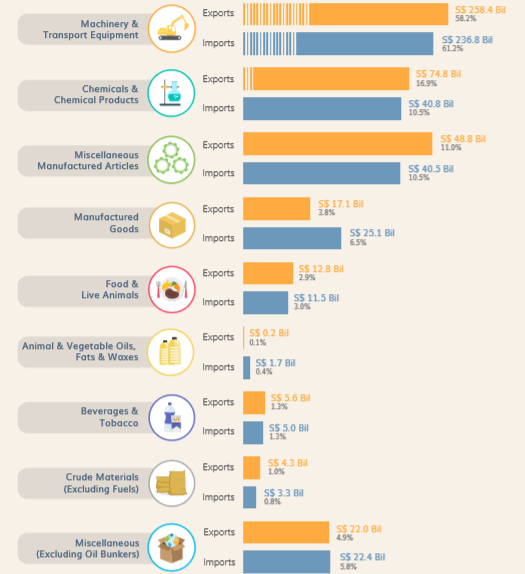 Machinery &
Transport Equipment
Exports
S$ 258.4 Bil
58.2%
Imports
S$ 236.8 Bil
61.2%
Chemicals &
Chemical Products
Exports
S$ 74.8 Bil
16.9%
Imports
S$ 40.8 Bil
10.5%
Miscellaneous
Manufactured Articles
Exports
S$ 48.8 Bil
11.0%
Imports
S$ 40.5 Bil
10.5%
Manufactured
Goods
Exports
S$ 17.1 Bil
3.8%
Imports
S$ 25.1 Bil
6.5%
Food &
Live Animals
Exports
S$ 12.8 Bil
2.9%
Imports
S$ 11.5 Bil
3.0%
Animal & Vegetable Oils,
Fats & Waxes
Exports
S$ 0.2 Bil
0.1%
Imports
S$ 1.7 Bil
0.4%
Beverages &
Tobacco
Exports
S$ 5.6 Bil
1.3%
Imports
S$ 5.0 Bil
1.3%
Crude Materials
(Excluding Fuels)
Exports
S$ 4.3 Bil
1.0%
Imports
S$ 3.3 Bil
0.8%
Miscellaneous
(Excluding Oil Bunkers)
Exports
S$ 22.0 Bil
4.9%
Imports
S$ 22.4 Bil
5.8%